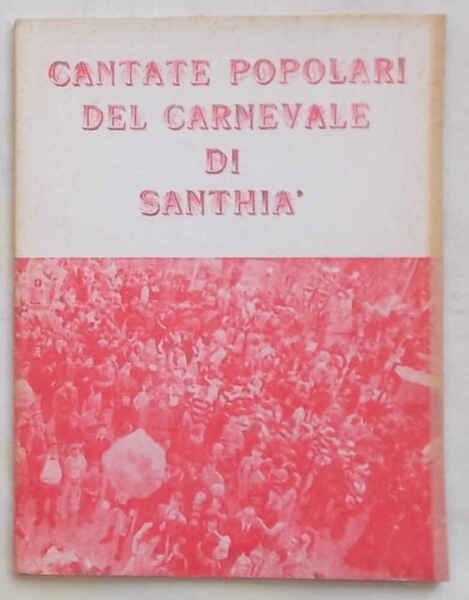 CANTATE POPOLARI
DEL CARNEVALE
DI
SANTHIA'